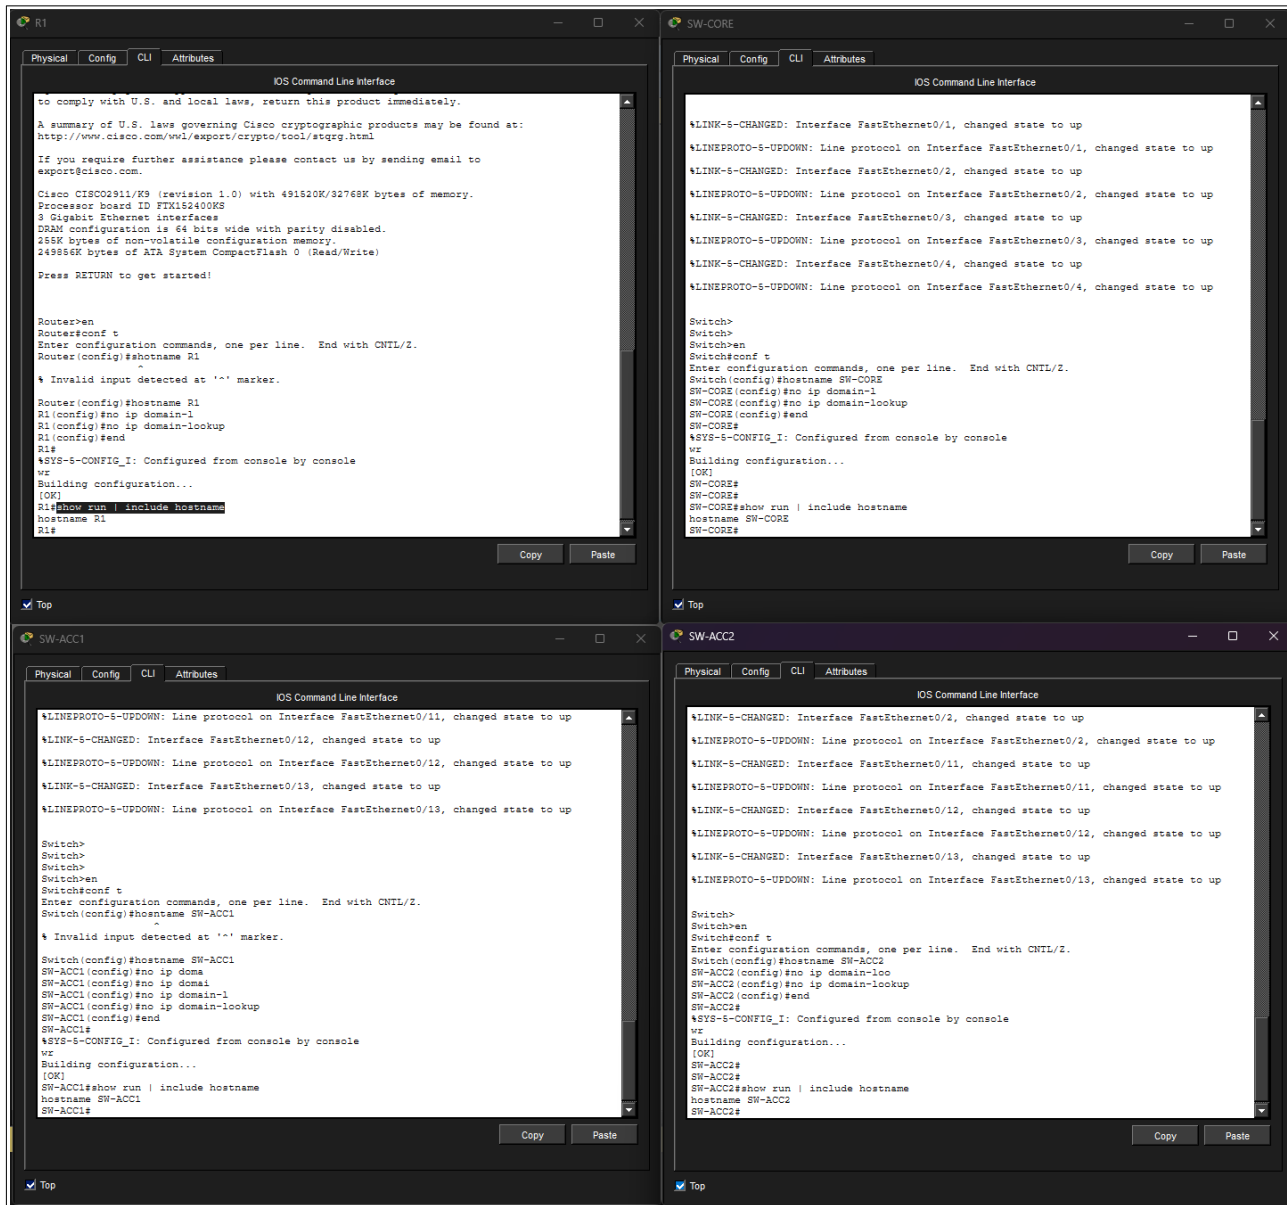 R1
Physical Config CLI Attributes
IOS Command Line Interface
to comply with U.S. and local laws, return this product immediately.
A summary of U.S. laws governing Cisco cryptographic products may be found at:
http://www.cisco.com/wwl/export/crypto/tool/stqrg.html
If you require further assistance please contact us by sending email to
export@cisco.com.
Cisco CISCO2911/K9 (revision 1.0) with 491520K/32768K bytes of memory.
Processor board ID FTX152400KS
3 Gigabit Ethernet interfaces
DRAM configuration is 64 bits wide with parity disabled.
255K bytes of non-volatile configuration memory.
249856K bytes of ATA System CompactFlash 0 (Read/Write)
Press RETURN to get started!
Router>en
Router#conf t
Enter configuration commands, one per line.  End with CNTL/Z.
Router(config)#shotname R1
^
% Invalid input detected at '^' marker.
Router(config)#hostname R1
R1(config)#no ip domain-l
R1(config)#no ip domain-lookup
R1(config)#end
R1#
%SYS-5-CONFIG_I: Configured from console by console
wr
Building configuration...
[OK]
R1#show run | include hostname
hostname R1
R1#
Copy Paste
Top
SW-CORE
Physical Config CLI Attributes
IOS Command Line Interface
%LINK-5-CHANGED: Interface FastEthernet0/1, changed state to up
%LINEPROTO-5-UPDOWN: Line protocol on Interface FastEthernet0/1, changed state to up
%LINK-5-CHANGED: Interface FastEthernet0/2, changed state to up
%LINEPROTO-5-UPDOWN: Line protocol on Interface FastEthernet0/2, changed state to up
%LINK-5-CHANGED: Interface FastEthernet0/3, changed state to up
%LINEPROTO-5-UPDOWN: Line protocol on Interface FastEthernet0/3, changed state to up
%LINK-5-CHANGED: Interface FastEthernet0/4, changed state to up
%LINEPROTO-5-UPDOWN: Line protocol on Interface FastEthernet0/4, changed state to up
Switch>
Switch>
Switch>en
Switch#conf t
Enter configuration commands, one per line.  End with CNTL/Z.
Switch(config)#hostname SW-CORE
SW-CORE(config)#no ip domain-l
SW-CORE(config)#no ip domain-lookup
SW-CORE(config)#end
SW-CORE#
%SYS-5-CONFIG_I: Configured from console by console
wr
Building configuration...
[OK]
SW-CORE#
SW-CORE#
SW-CORE#show run | include hostname
hostname SW-CORE
SW-CORE#
Copy Paste
Top
SW-ACC1
Physical Config CLI Attributes
IOS Command Line Interface
%LINEPROTO-5-UPDOWN: Line protocol on Interface FastEthernet0/11, changed state to up
%LINK-5-CHANGED: Interface FastEthernet0/12, changed state to up
%LINEPROTO-5-UPDOWN: Line protocol on Interface FastEthernet0/12, changed state to up
%LINK-5-CHANGED: Interface FastEthernet0/13, changed state to up
%LINEPROTO-5-UPDOWN: Line protocol on Interface FastEthernet0/13, changed state to up
Switch>
Switch>
Switch>
Switch>en
Switch#conf t
Enter configuration commands, one per line.  End with CNTL/Z.
Switch(config)#hosntame SW-ACC1
^
% Invalid input detected at '^' marker.
Switch(config)#hostname SW-ACC1
SW-ACC1(config)#no ip doma
SW-ACC1(config)#no ip domai
SW-ACC1(config)#no ip domain-l
SW-ACC1(config)#no ip domain-lookup
SW-ACC1(config)#end
SW-ACC1#
%SYS-5-CONFIG_I: Configured from console by console
wr
Building configuration...
[OK]
SW-ACC1#show run | include hostname
hostname SW-ACC1
SW-ACC1#
Copy Paste
Top
SW-ACC2
Physical Config CLI Attributes
IOS Command Line Interface
%LINK-5-CHANGED: Interface FastEthernet0/2, changed state to up
%LINEPROTO-5-UPDOWN: Line protocol on Interface FastEthernet0/2, changed state to up
%LINK-5-CHANGED: Interface FastEthernet0/11, changed state to up
%LINEPROTO-5-UPDOWN: Line protocol on Interface FastEthernet0/11, changed state to up
%LINK-5-CHANGED: Interface FastEthernet0/12, changed state to up
%LINEPROTO-5-UPDOWN: Line protocol on Interface FastEthernet0/12, changed state to up
%LINK-5-CHANGED: Interface FastEthernet0/13, changed state to up
%LINEPROTO-5-UPDOWN: Line protocol on Interface FastEthernet0/13, changed state to up
Switch>
Switch>en
Switch#conf t
Enter configuration commands, one per line.  End with CNTL/Z.
Switch(config)#hostname SW-ACC2
SW-ACC2(config)#no ip domain-loo
SW-ACC2(config)#no ip domain-lookup
SW-ACC2(config)#end
SW-ACC2#
%SYS-5-CONFIG_I: Configured from console by console
wr
Building configuration...
[OK]
SW-ACC2#
SW-ACC2#
SW-ACC2#show run | include hostname
hostname SW-ACC2
SW-ACC2#
Copy Paste
Top